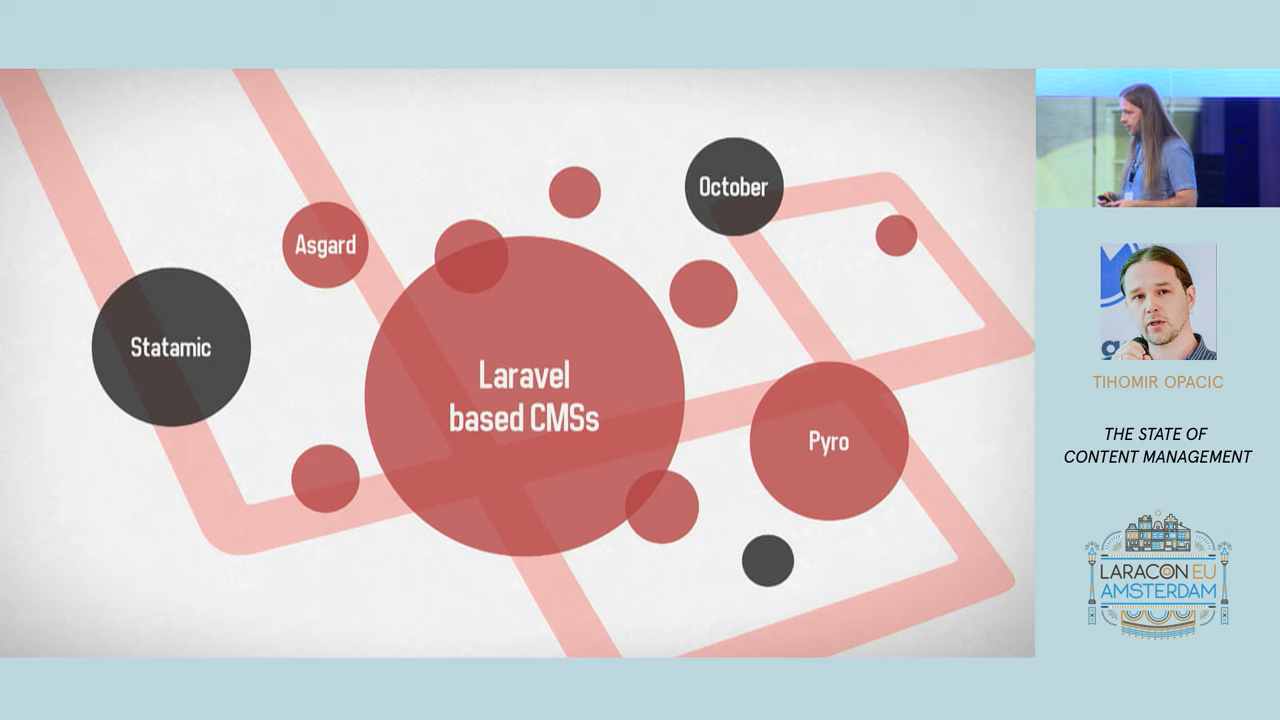 October
Asgard
Statamic
Laravel
based CMSs
Pyro
TIHOMIR OPACIC
THE STATE OF
CONTENT MANAGEMENT
LARACON EU
AMSTERDAM